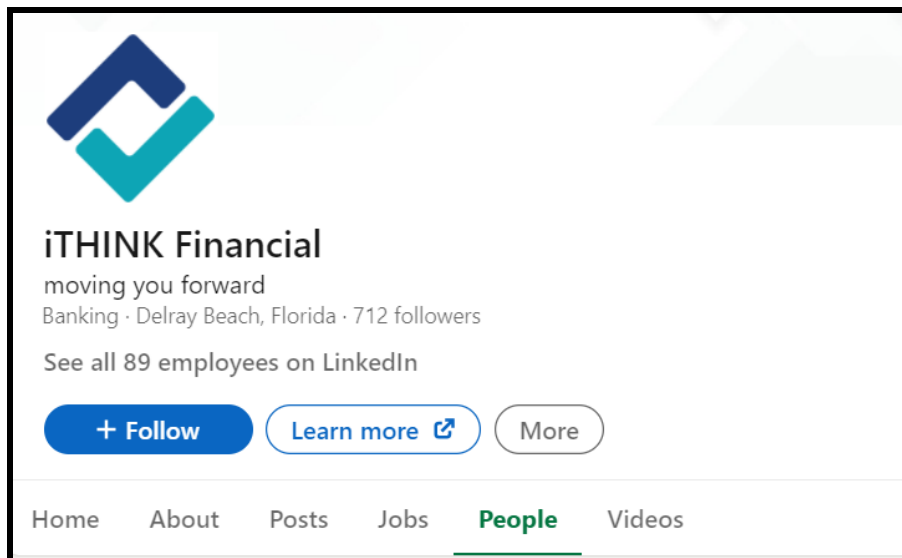 iTHINK Financial
moving you forward
Banking · Delray Beach, Florida · 712 followers
See all 89 employees on LinkedIn
+ Follow Learn more More
Home About Posts Jobs People Videos